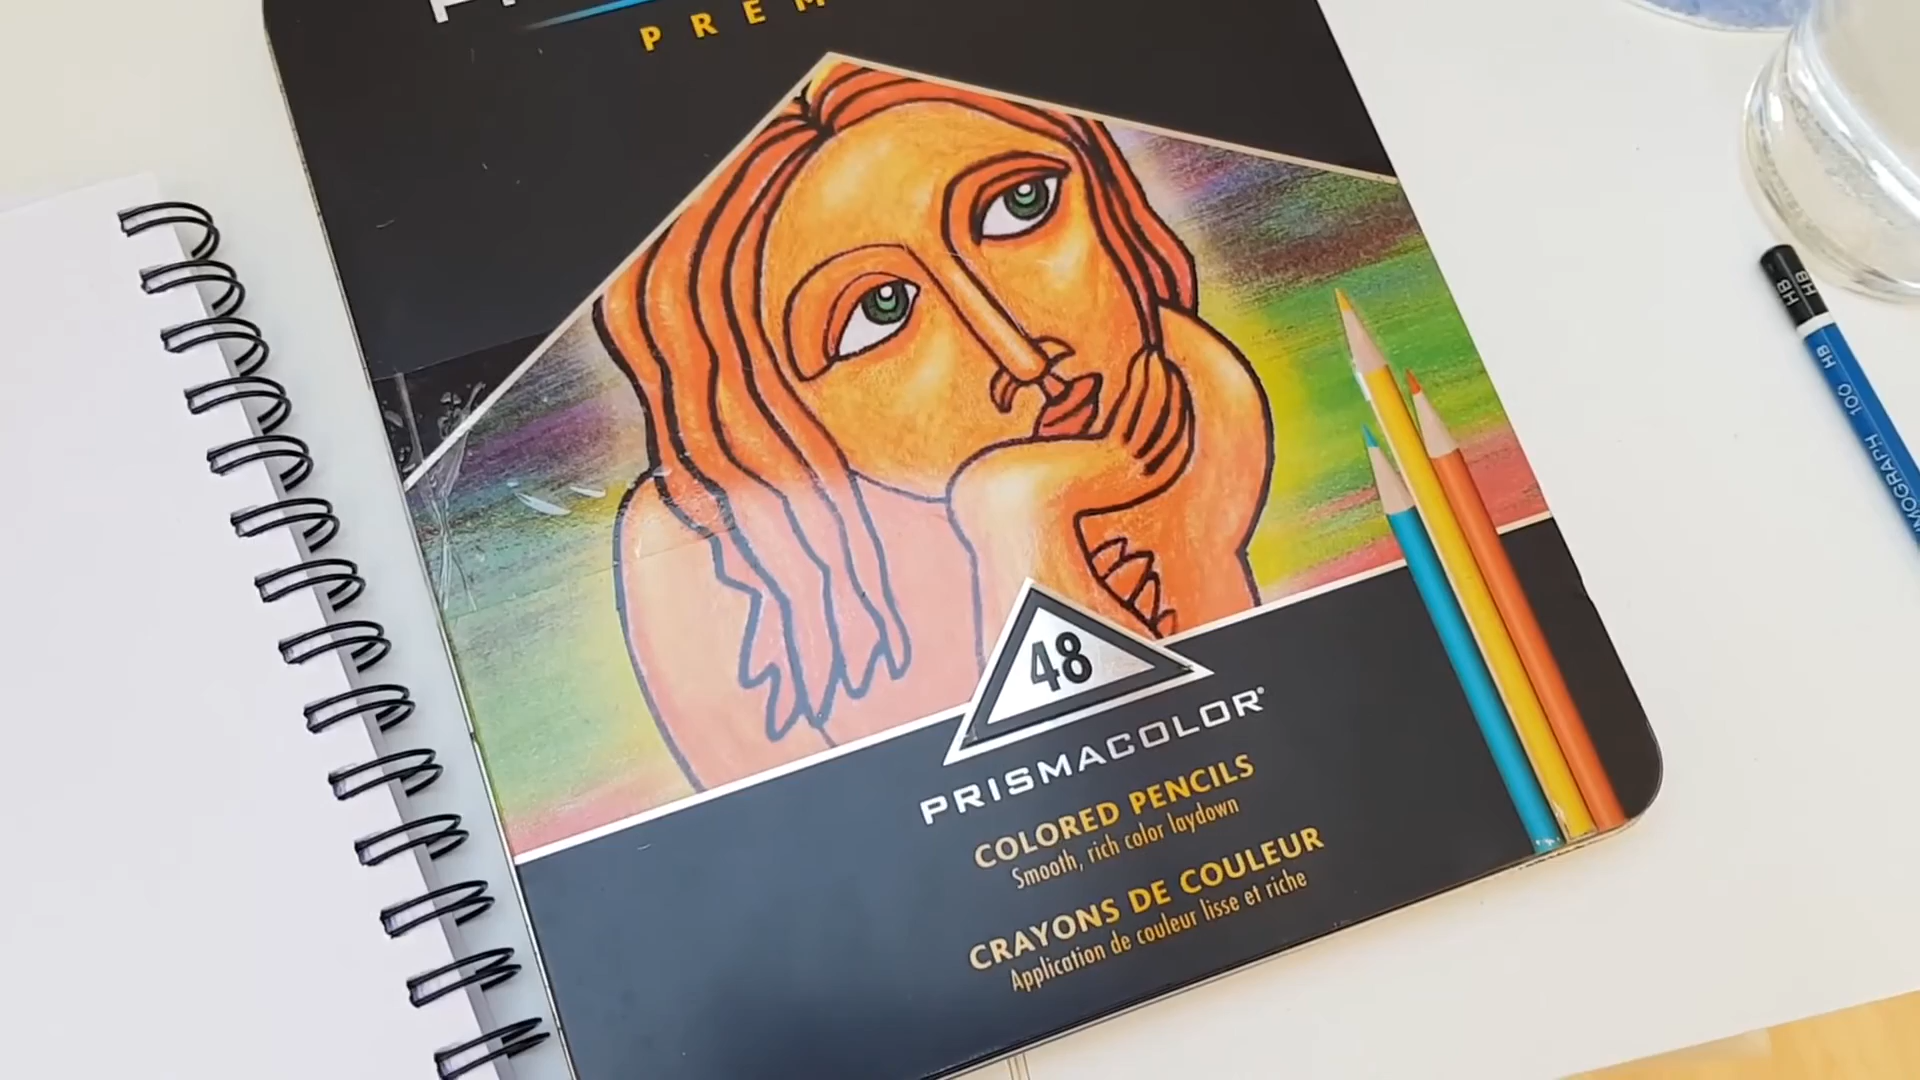 PREM
48
PRISMACOLOR®
COLORED PENCILS
Smooth, rich color laydown
CRAYONS DE COULEUR
Application de couleur lisse et riche
HB
HB
HB
100
MOGRAPH